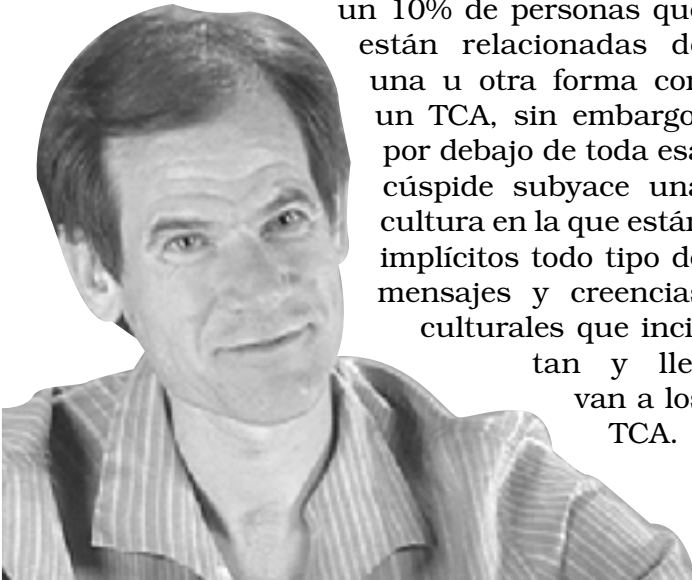 un 10% de personas que
están relacionadas de
una u otra forma con
un TCA, sin embargo,
por debajo de toda esa
cúspide subyace una
cultura en la que están
implícitos todo tipo de
mensajes y creencias
culturales que inci-
tan y lle-
van a los
TCA.